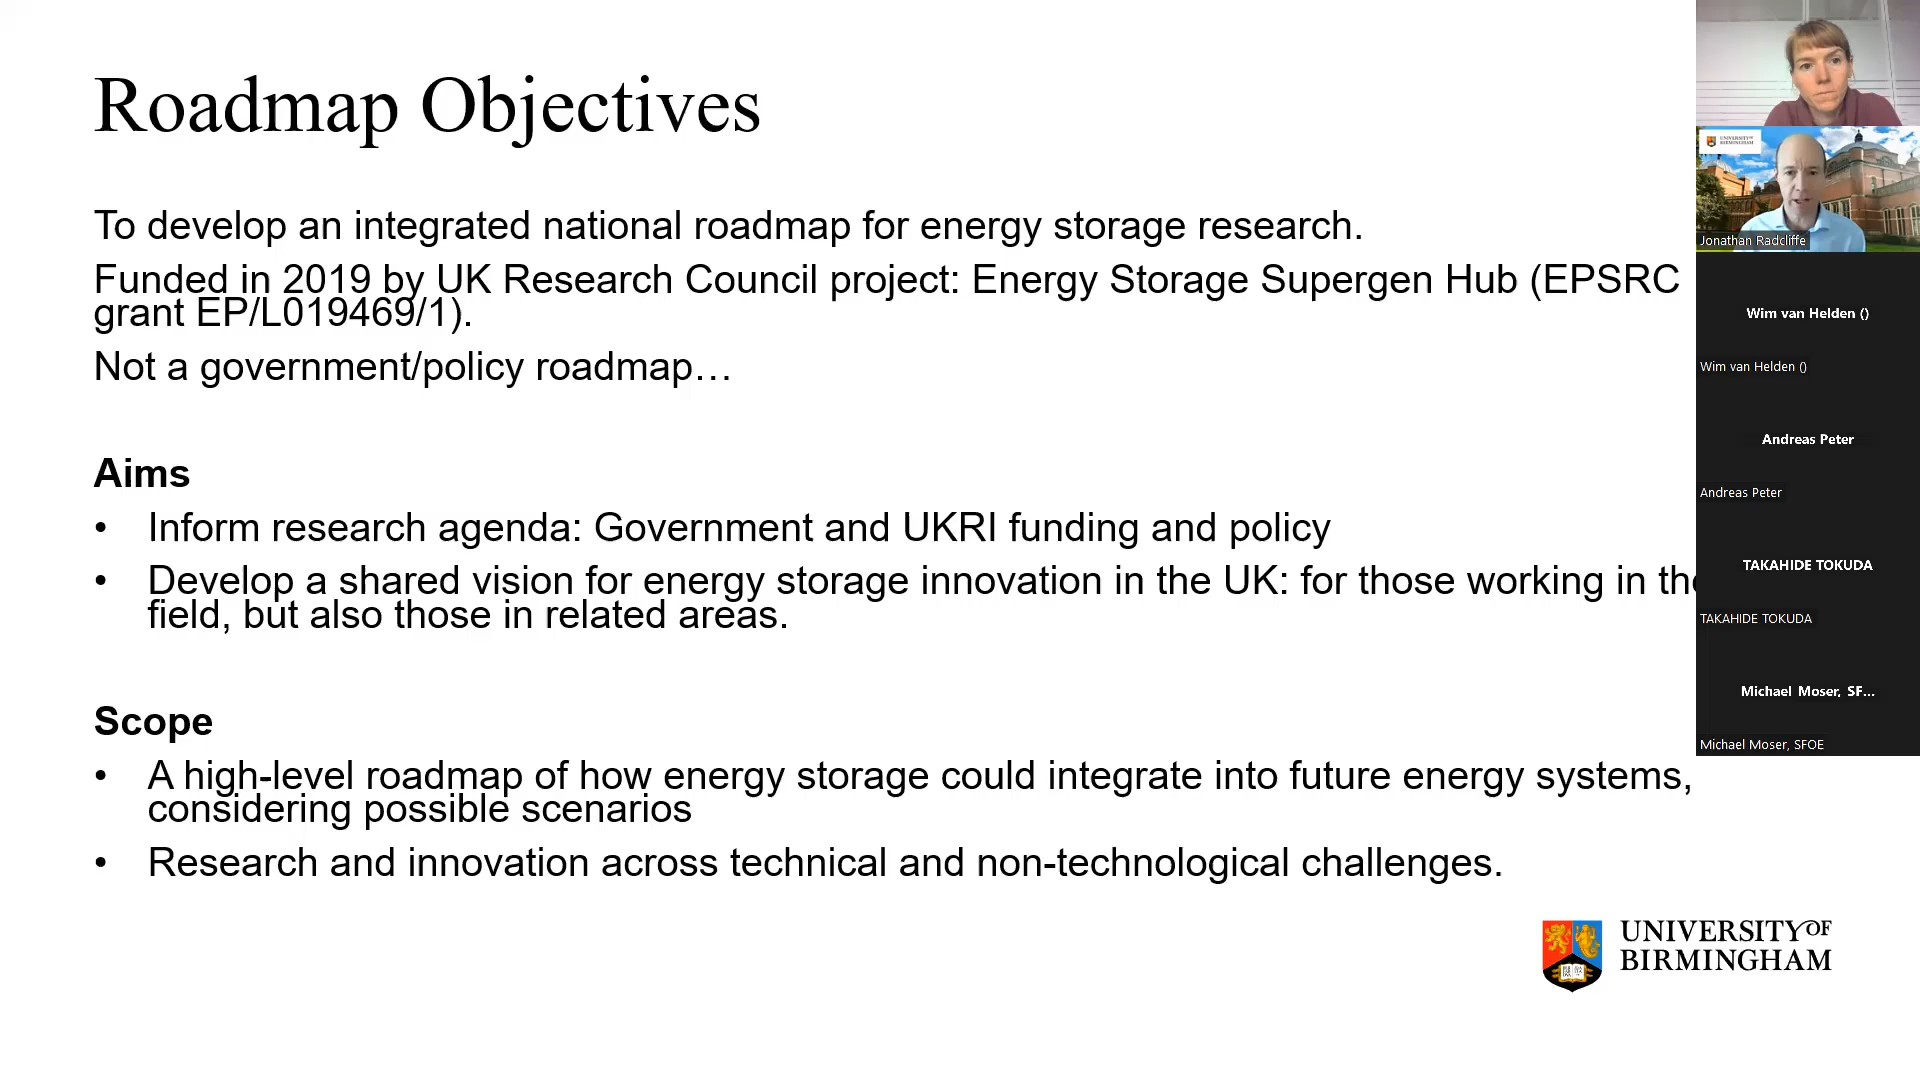 Roadmap Objectives
To develop an integrated national roadmap for energy storage research.
Funded in 2019 by UK Research Council project: Energy Storage Supergen Hub (EPSRC
grant EP/L019469/1).
Not a government/policy roadmap…
Aims
• Inform research agenda: Government and UKRI funding and policy
• Develop a shared vision for energy storage innovation in the UK: for those working in the
field, but also those in related areas.
Scope
• A high-level roadmap of how energy storage could integrate into future energy systems,
considering possible scenarios
• Research and innovation across technical and non-technological challenges.
UNIVERSITY OF
BIRMINGHAM
UNIVERSITY OF
BIRMINGHAM
Jonathan Radcliffe
Wim van Helden ()
Wim van Helden ()
Andreas Peter
Andreas Peter
TAKAHIDE TOKUDA
TAKAHIDE TOKUDA
Michael Moser, SF...
Michael Moser, SFOE